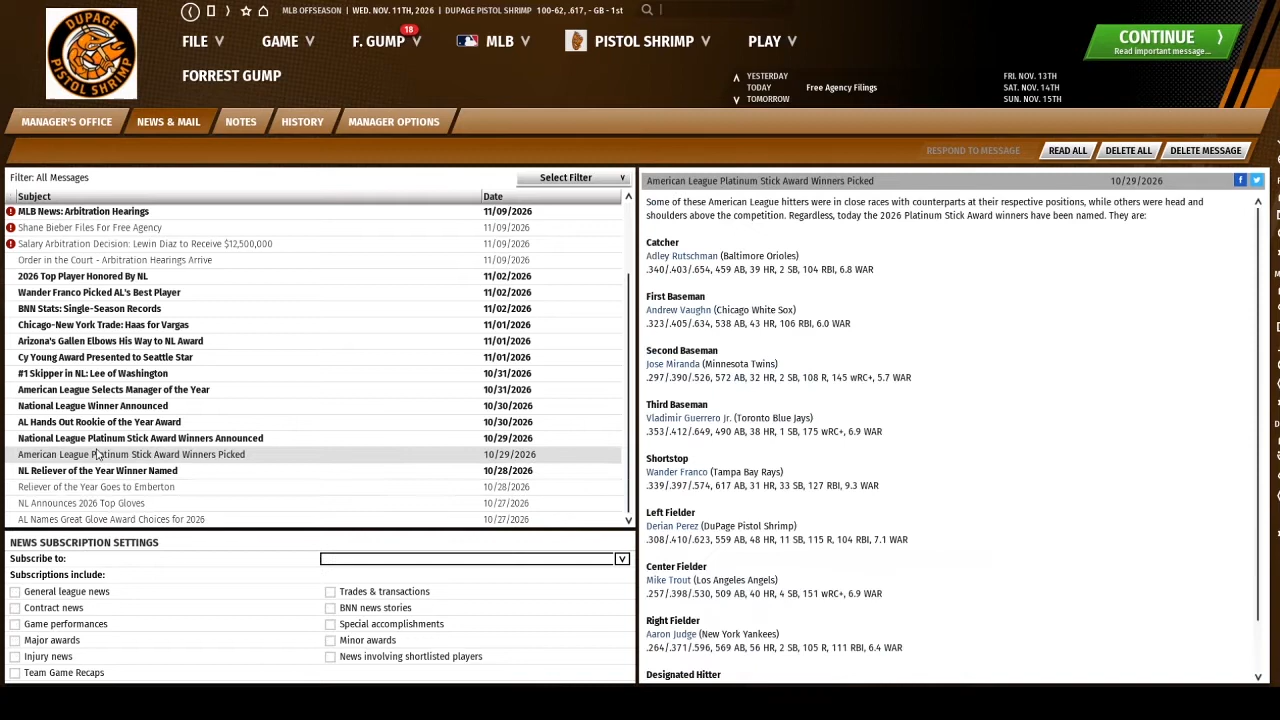 DUPAGE
PISTOL SHRIMP
MLB OFFSEASON | WED. NOV. 11TH, 2026 | DUPAGE PISTOL SHRIMP 100-62, .617, - GB - 1st
FILE GAME F. GUMP 18 MLB PISTOL SHRIMP PLAY
CONTINUE
Read important message...
FORREST GUMP
YESTERDAY
TODAY Free Agency Filings
TOMORROW
FRI. NOV. 13TH
SAT. NOV. 14TH
SUN. NOV. 15TH
MANAGER'S OFFICE NEWS & MAIL NOTES HISTORY MANAGER OPTIONS
RESPOND TO MESSAGE READ ALL DELETE ALL DELETE MESSAGE
Filter: All Messages Select Filter
Subject Date
MLB News: Arbitration Hearings 11/09/2026
Shane Bieber Files For Free Agency 11/09/2026
Salary Arbitration Decision: Lewin Diaz to Receive $12,500,000 11/09/2026
Order in the Court - Arbitration Hearings Arrive 11/09/2026
2026 Top Player Honored By NL 11/02/2026
Wander Franco Picked AL's Best Player 11/02/2026
BNN Stats: Single-Season Records 11/02/2026
Chicago-New York Trade: Haas for Vargas 11/01/2026
Arizona's Gallen Elbows His Way to NL Award 11/01/2026
Cy Young Award Presented to Seattle Star 11/01/2026
#1 Skipper in NL: Lee of Washington 10/31/2026
American League Selects Manager of the Year 10/31/2026
National League Winner Announced 10/30/2026
AL Hands Out Rookie of the Year Award 10/30/2026
National League Platinum Stick Award Winners Announced 10/29/2026
American League Platinum Stick Award Winners Picked 10/29/2026
NL Reliever of the Year Winner Named 10/28/2026
Reliever of the Year Goes to Emberton 10/28/2026
NL Announces 2026 Top Gloves 10/27/2026
AL Names Great Glove Award Choices for 2026 10/27/2026
NEWS SUBSCRIPTION SETTINGS
Subscribe to:
Subscriptions include:
General league news Trades & transactions
Contract news BNN news stories
Game performances Special accomplishments
Major awards Minor awards
Injury news News involving shortlisted players
Team Game Recaps
American League Platinum Stick Award Winners Picked 10/29/2026
Some of these American League hitters were in close races with counterparts at their respective positions, while others were head and
shoulders above the competition. Regardless, today the 2026 Platinum Stick Award winners have been named. They are:
Catcher
Adley Rutschman (Baltimore Orioles)
.340/.403/.654, 459 AB, 39 HR, 2 SB, 104 RBI, 6.8 WAR
First Baseman
Andrew Vaughn (Chicago White Sox)
.323/.405/.634, 538 AB, 43 HR, 106 RBI, 6.0 WAR
Second Baseman
Jose Miranda (Minnesota Twins)
.297/.390/.526, 572 AB, 32 HR, 2 SB, 108 R, 145 wRC+, 5.7 WAR
Third Baseman
Vladimir Guerrero Jr. (Toronto Blue Jays)
.353/.412/.649, 490 AB, 38 HR, 1 SB, 175 wRC+, 6.9 WAR
Shortstop
Wander Franco (Tampa Bay Rays)
.339/.397/.574, 617 AB, 31 HR, 33 SB, 127 RBI, 9.3 WAR
Left Fielder
Derian Perez (DuPage Pistol Shrimp)
.308/.410/.623, 559 AB, 48 HR, 11 SB, 115 R, 104 RBI, 7.1 WAR
Center Fielder
Mike Trout (Los Angeles Angels)
.257/.398/.530, 509 AB, 40 HR, 4 SB, 151 wRC+, 6.9 WAR
Right Fielder
Aaron Judge (New York Yankees)
.264/.371/.596, 569 AB, 56 HR, 2 SB, 105 R, 111 RBI, 6.4 WAR
Designated Hitter